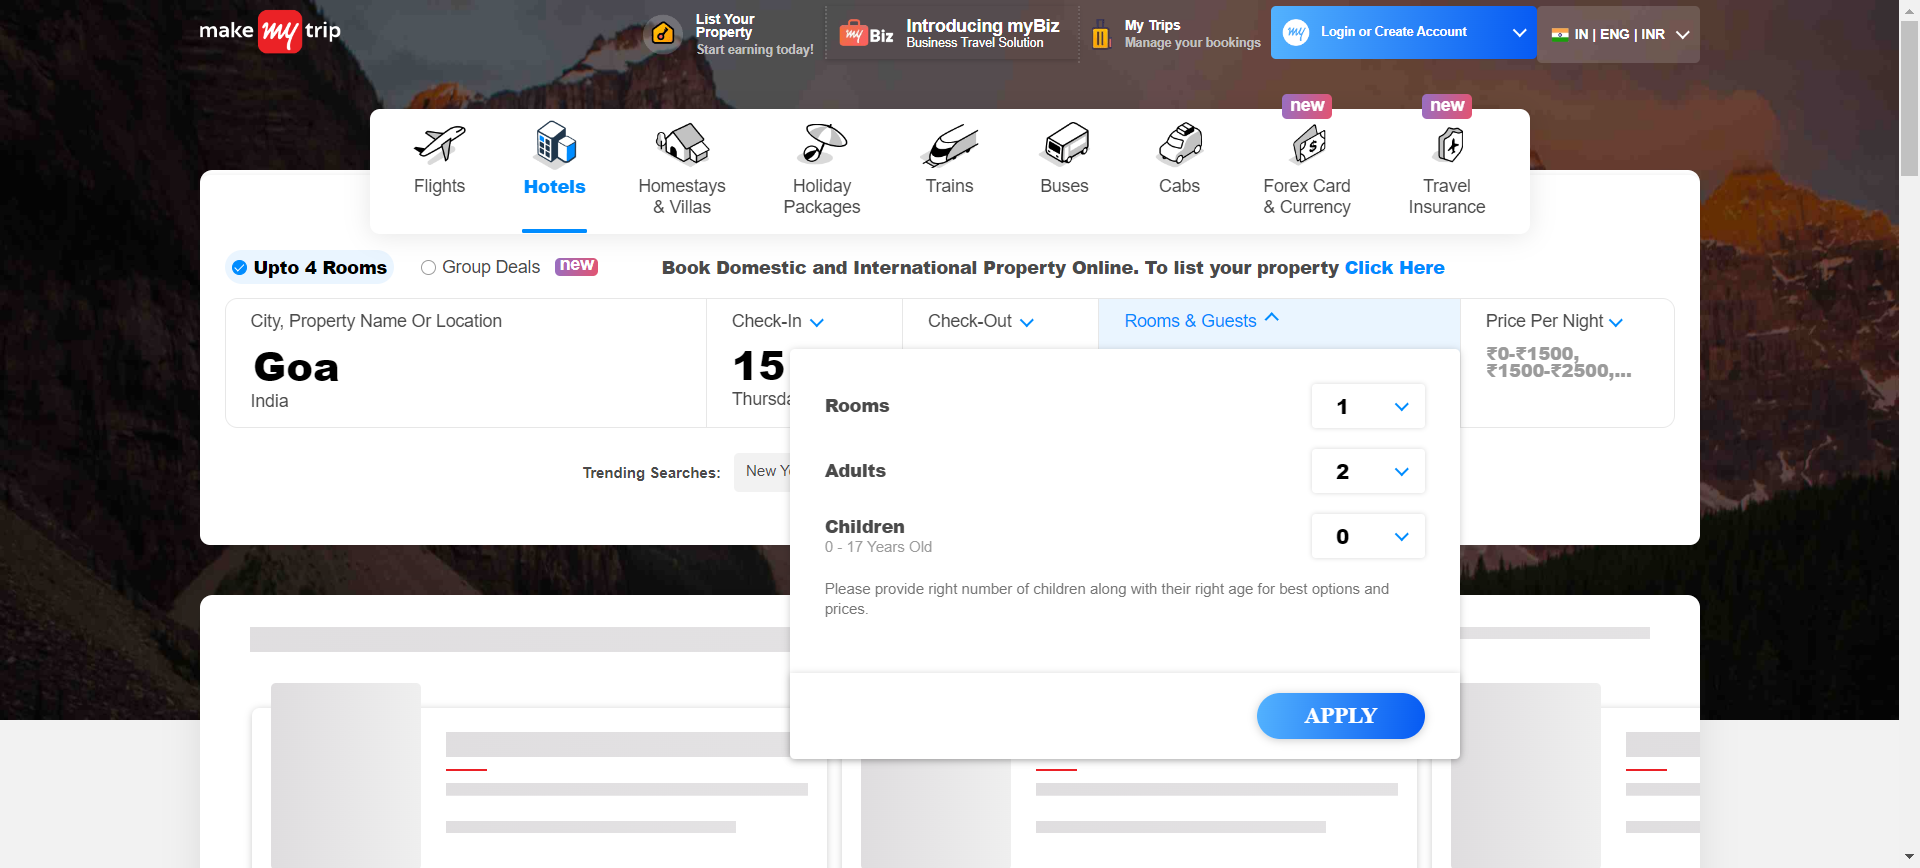 make my trip
List Your
Property
Start earning today!
my Biz
Introducing myBiz
Business Travel Solution
My Trips
Manage your bookings
my
Login or Create Account
IN | ENG | INR
new
new
Flights
Hotels
Homestays
& Villas
Holiday
Packages
Trains
Buses
Cabs
Forex Card
& Currency
Travel
Insurance
Upto 4 Rooms
Group Deals
new
Book Domestic and International Property Online. To list your property Click Here
City, Property Name Or Location
Goa
India
Check-In
15
Check-Out
Rooms & Guests
Price Per Night
₹0-₹1500,
₹1500-₹2500,...
Rooms
1
Adults
2
Children
0
0 - 17 Years Old
Please provide right number of children along with their right age for best options and
prices.
APPLY
Trending Searches:
New